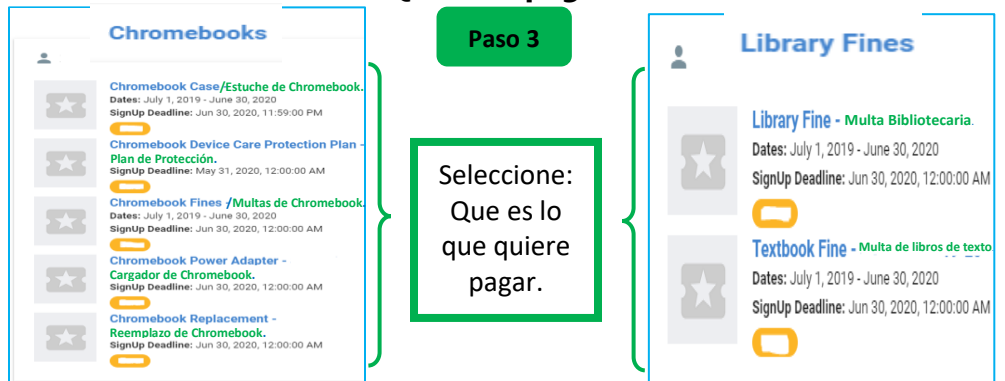 Chromebooks
Chromebook Case/Estuche de Chromebook.
Dates: July 1, 2019 - June 30, 2020
SignUp Deadline: Jun 30, 2020, 11:59:00 PM
Chromebook Device Care Protection Plan -
Plan de Protección.
SignUp Deadline: May 31, 2020, 12:00:00 AM
Chromebook Fines /Multas de Chromebook.
Dates: July 1, 2019 - June 30, 2020
SignUp Deadline: Jun 30, 2020, 12:00:00 AM
Chromebook Power Adapter -
Cargador de Chromebook.
SignUp Deadline: Jun 30, 2020, 12:00:00 AM
Chromebook Replacement -
Reemplazo de Chromebook.
SignUp Deadline: Jun 30, 2020, 12:00:00 AM
Paso 3
Seleccione:
Que es lo
que quiere
pagar.
Library Fines
Library Fine - Multa Bibliotecaria.
Dates: July 1, 2019 - June 30, 2020
SignUp Deadline: Jun 30, 2020, 12:00:00 AM
Textbook Fine - Multa de libros de texto
Dates: July 1, 2019 - June 30, 2020
SignUp Deadline: Jun 30, 2020, 12:00:00 AM